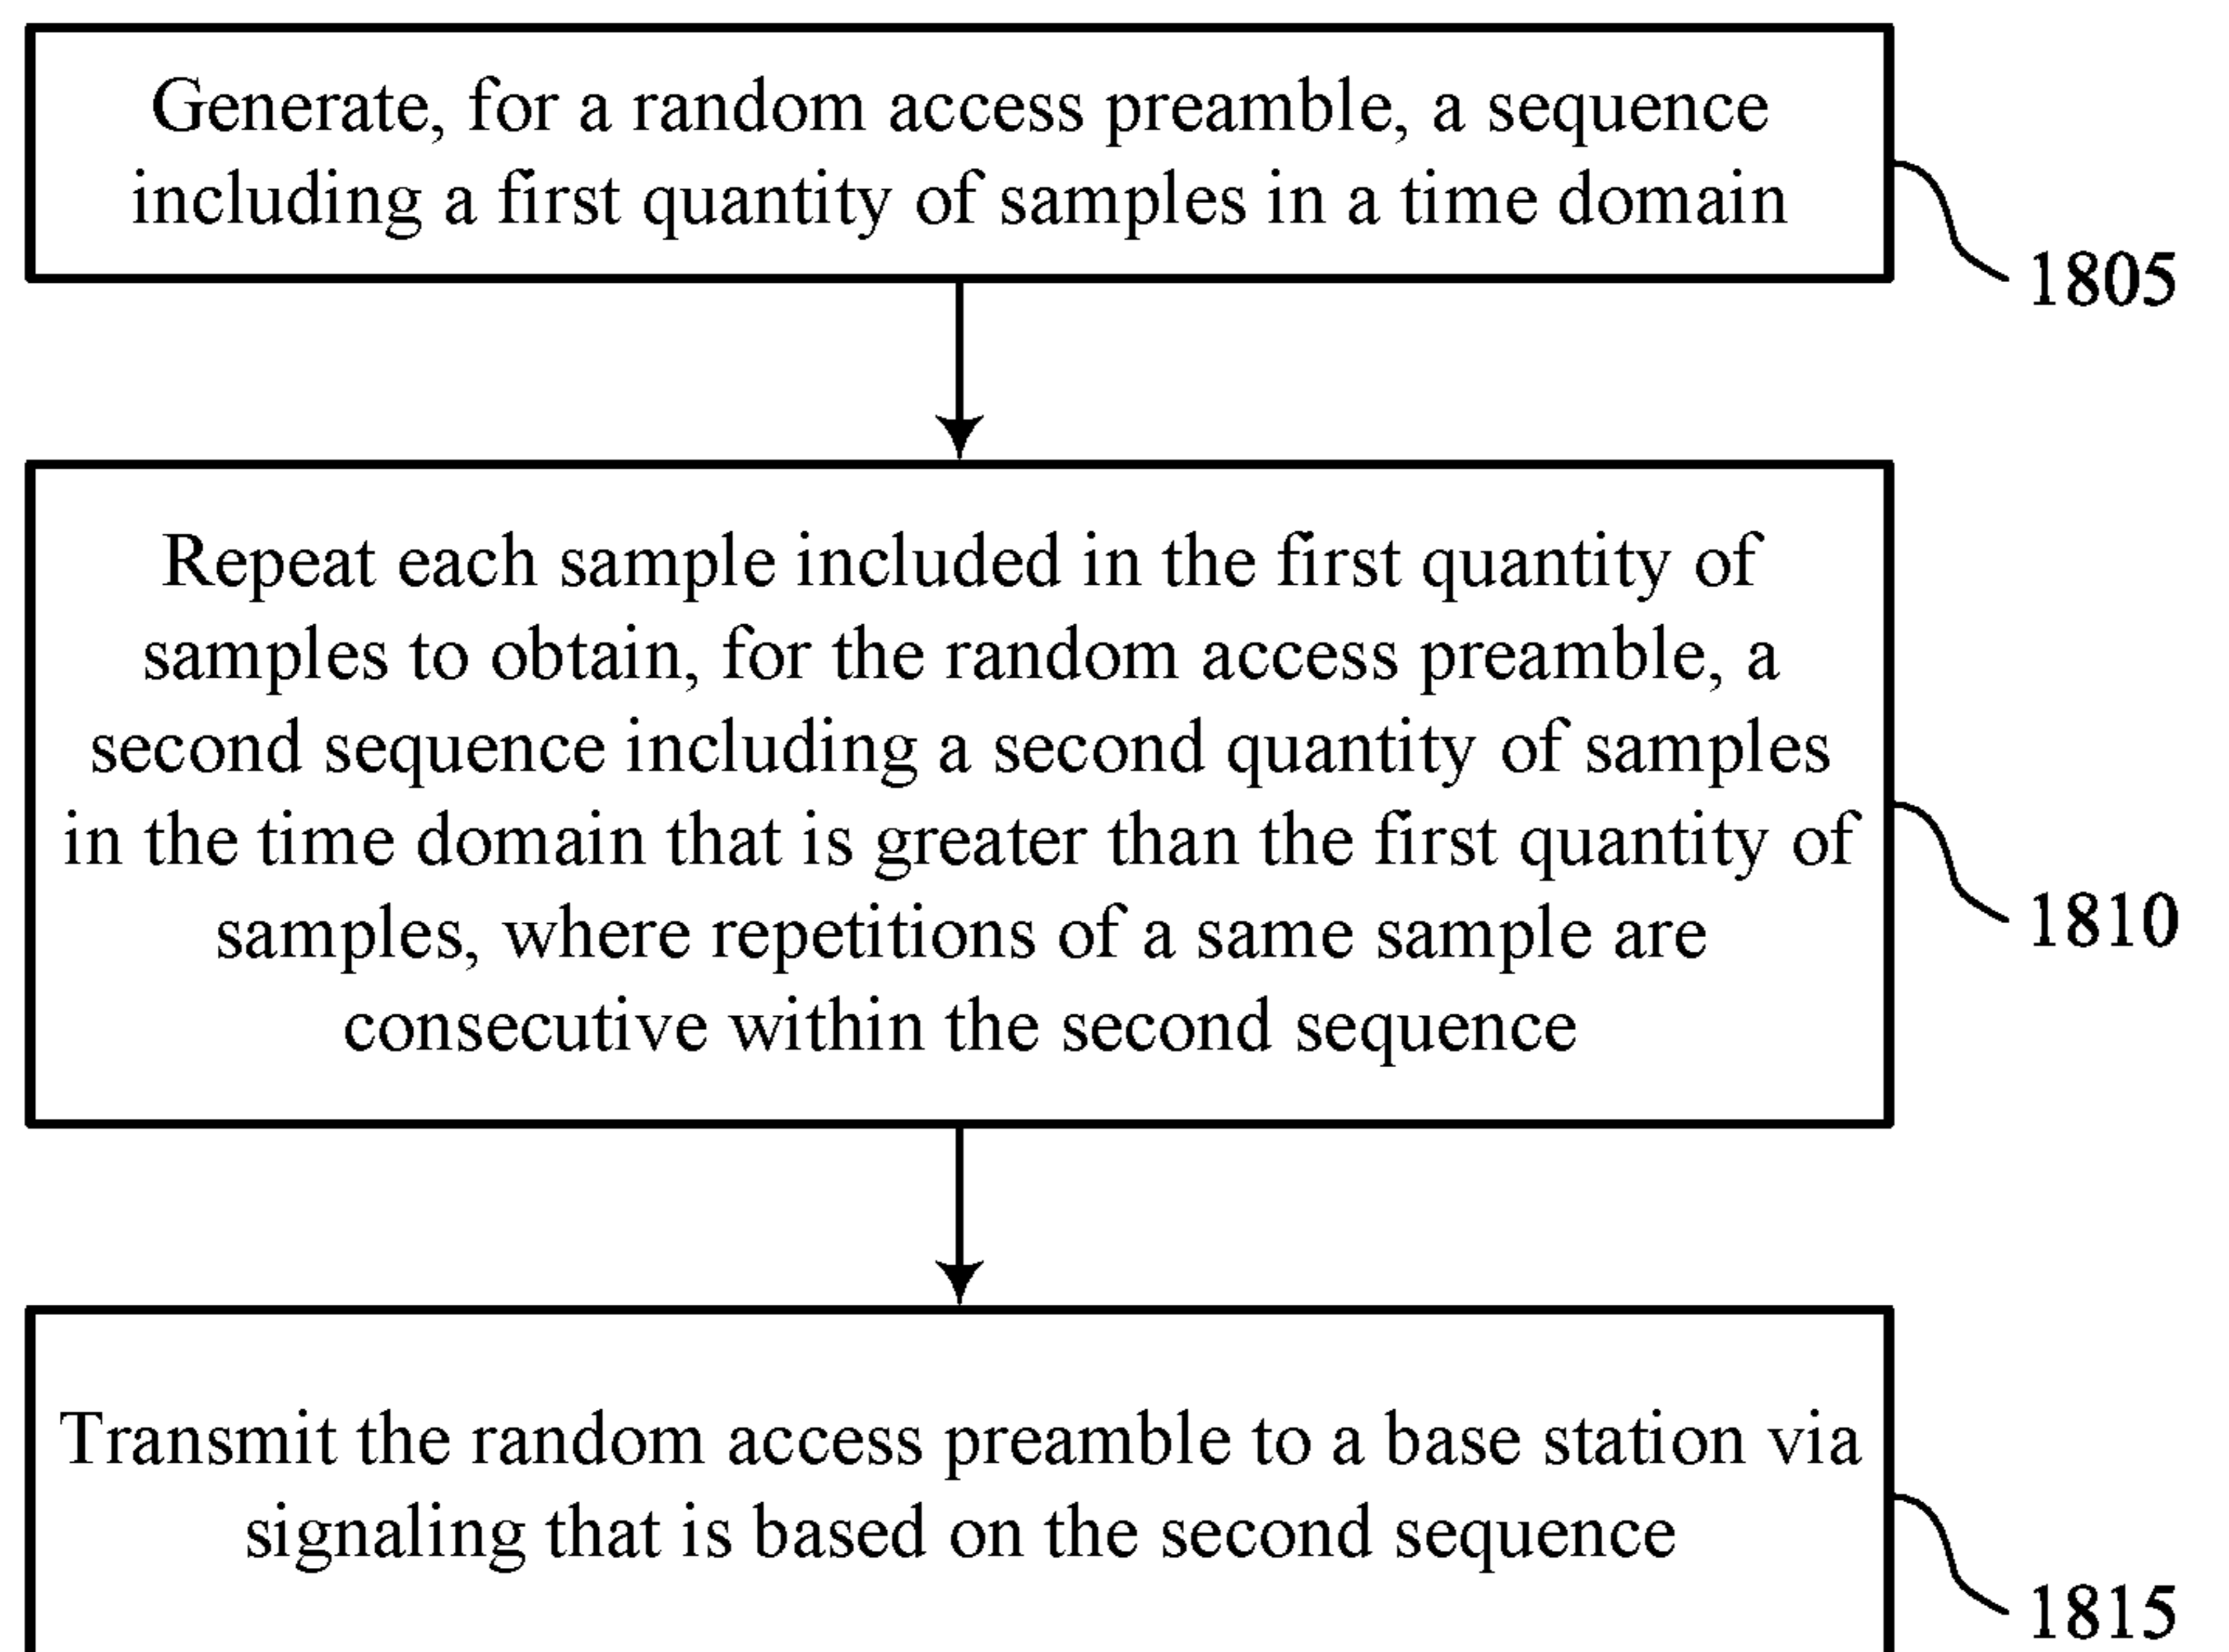 Generate, for a random access preamble, a sequence
including a first quantity of samples in a time domain
1805
Repeat each sample included in the first quantity of
samples to obtain, for the random access preamble, a
second sequence including a second quantity of samples
in the time domain that is greater than the first quantity of
samples, where repetitions of a same sample are
consecutive within the second sequence
1810
Transmit the random access preamble to a base station via
signaling that is based on the second sequence
1815